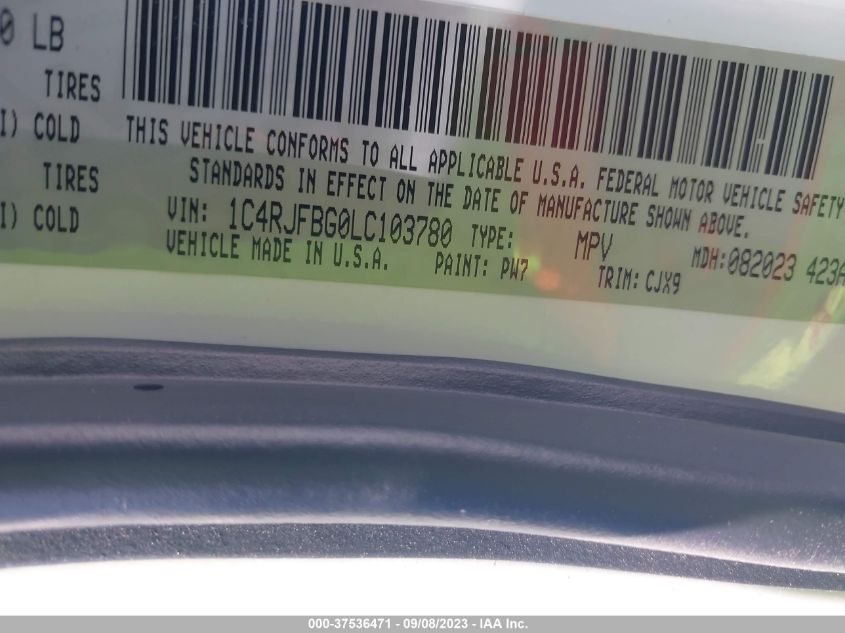 0 LB
TIRES
I) COLD
TIRES
I) COLD
THIS VEHICLE CONFORMS TO ALL APPLICABLE U.S.A. FEDERAL MOTOR VEHICLE SAFETY
STANDARDS IN EFFECT ON THE DATE OF MANUFACTURE SHOWN ABOVE.
VIN: 1C4RJFBG0LC103780 TYPE: MPV MDH:082023 423A
VEHICLE MADE IN U.S.A. PAINT: PW7 TRIM: CJX9
000-37536471 - 09/08/2023 - IAA Inc.